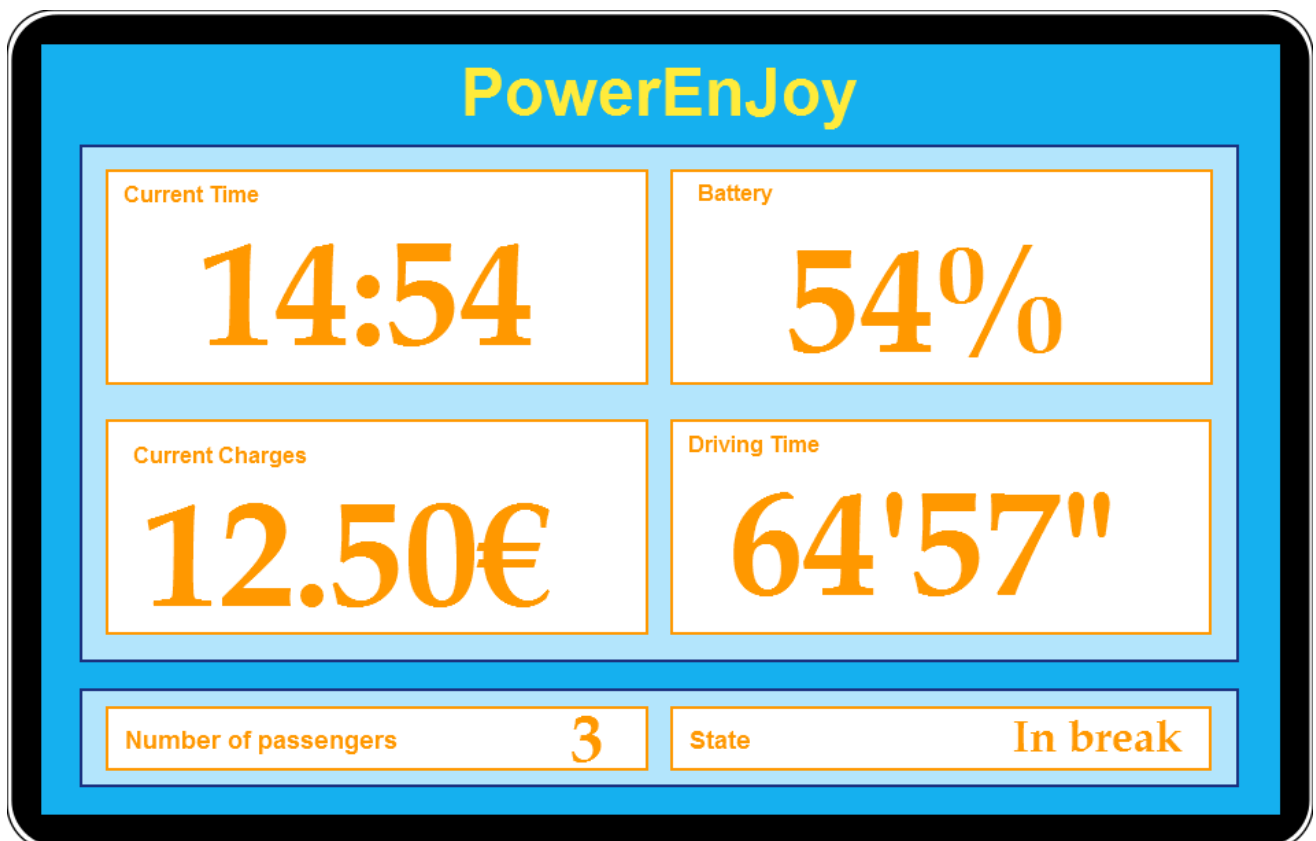 PowerEnJoy
Current Time
14:54
Battery
54%
Current Charges
12.50€
Driving Time
64'57"
Number of passengers 3
State In break